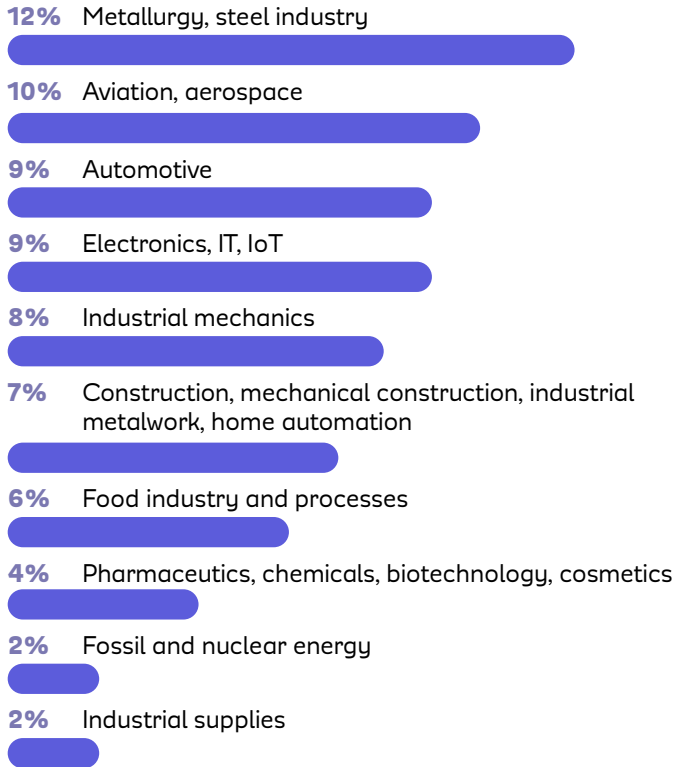 12% Metallurgy, steel industry
10% Aviation, aerospace
9% Automotive
9% Electronics, IT, IoT
8% Industrial mechanics
7% Construction, mechanical construction, industrial
metalwork, home automation
6% Food industry and processes
4% Pharmaceutics, chemicals, biotechnology, cosmetics
2% Fossil and nuclear energy
2% Industrial supplies